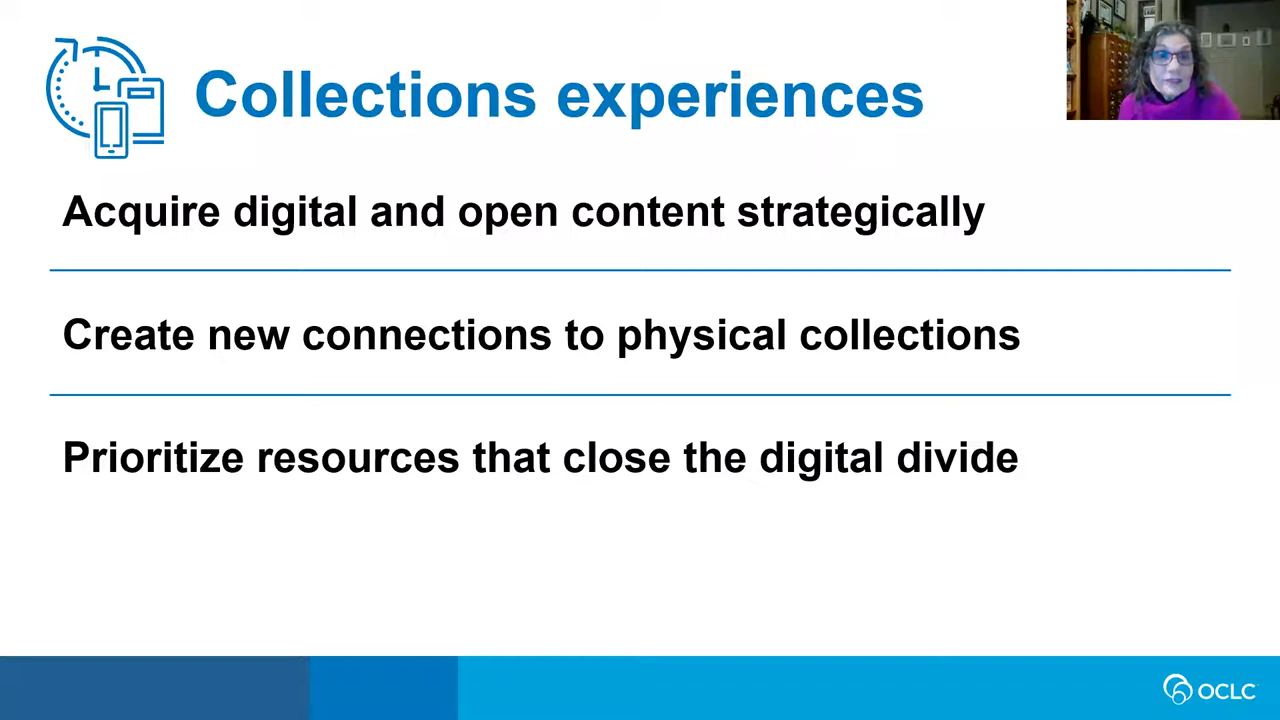 Collections experiences
Acquire digital and open content strategically
Create new connections to physical collections
Prioritize resources that close the digital divide
OCLC